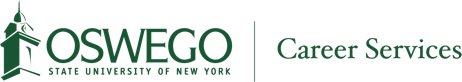 OSWEGO
STATE UNIVERSITY OF NEW YORK
Career Services